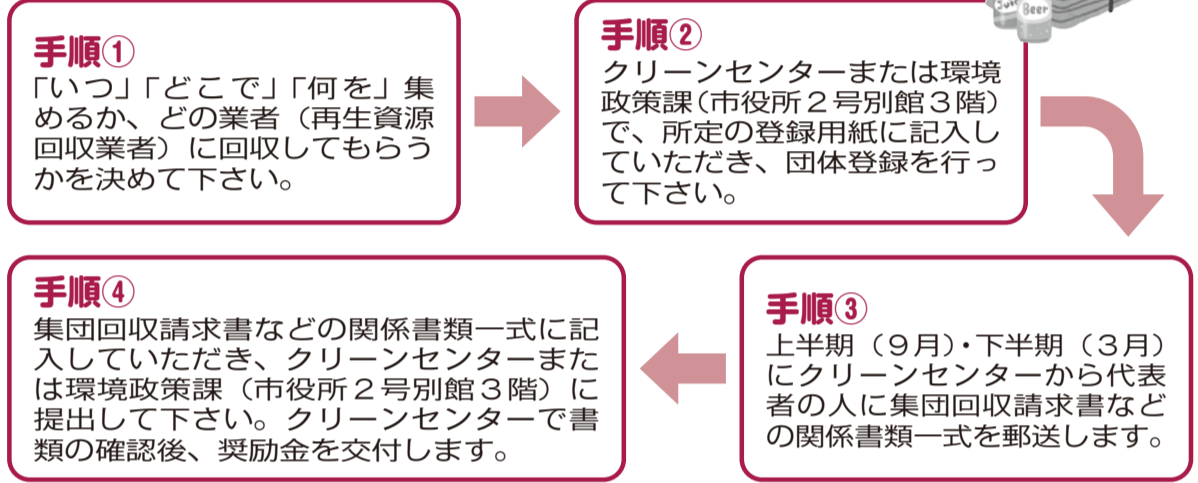 手順①
「いつ」「どこで」「何を」集
めるか、どの業者（再生資源
回収業者）に回収してもらう
かを決めて下さい。
Beer
手順②
クリーンセンターまたは環境
政策課（市役所２号別館３階）
で、所定の登録用紙に記入し
ていただき、団体登録を行っ
て下さい。
手順③
上半期（９月）・下半期（３月）
にクリーンセンターから代表
者の人に集団回収請求書など
の関係書類一式を郵送します。
手順④
集団回収請求書などの関係書類一式に記
入していただき、クリーンセンターまた
は環境政策課（市役所２号別館３階）に
提出して下さい。クリーンセンターで書
類の確認後、奨励金を交付します。